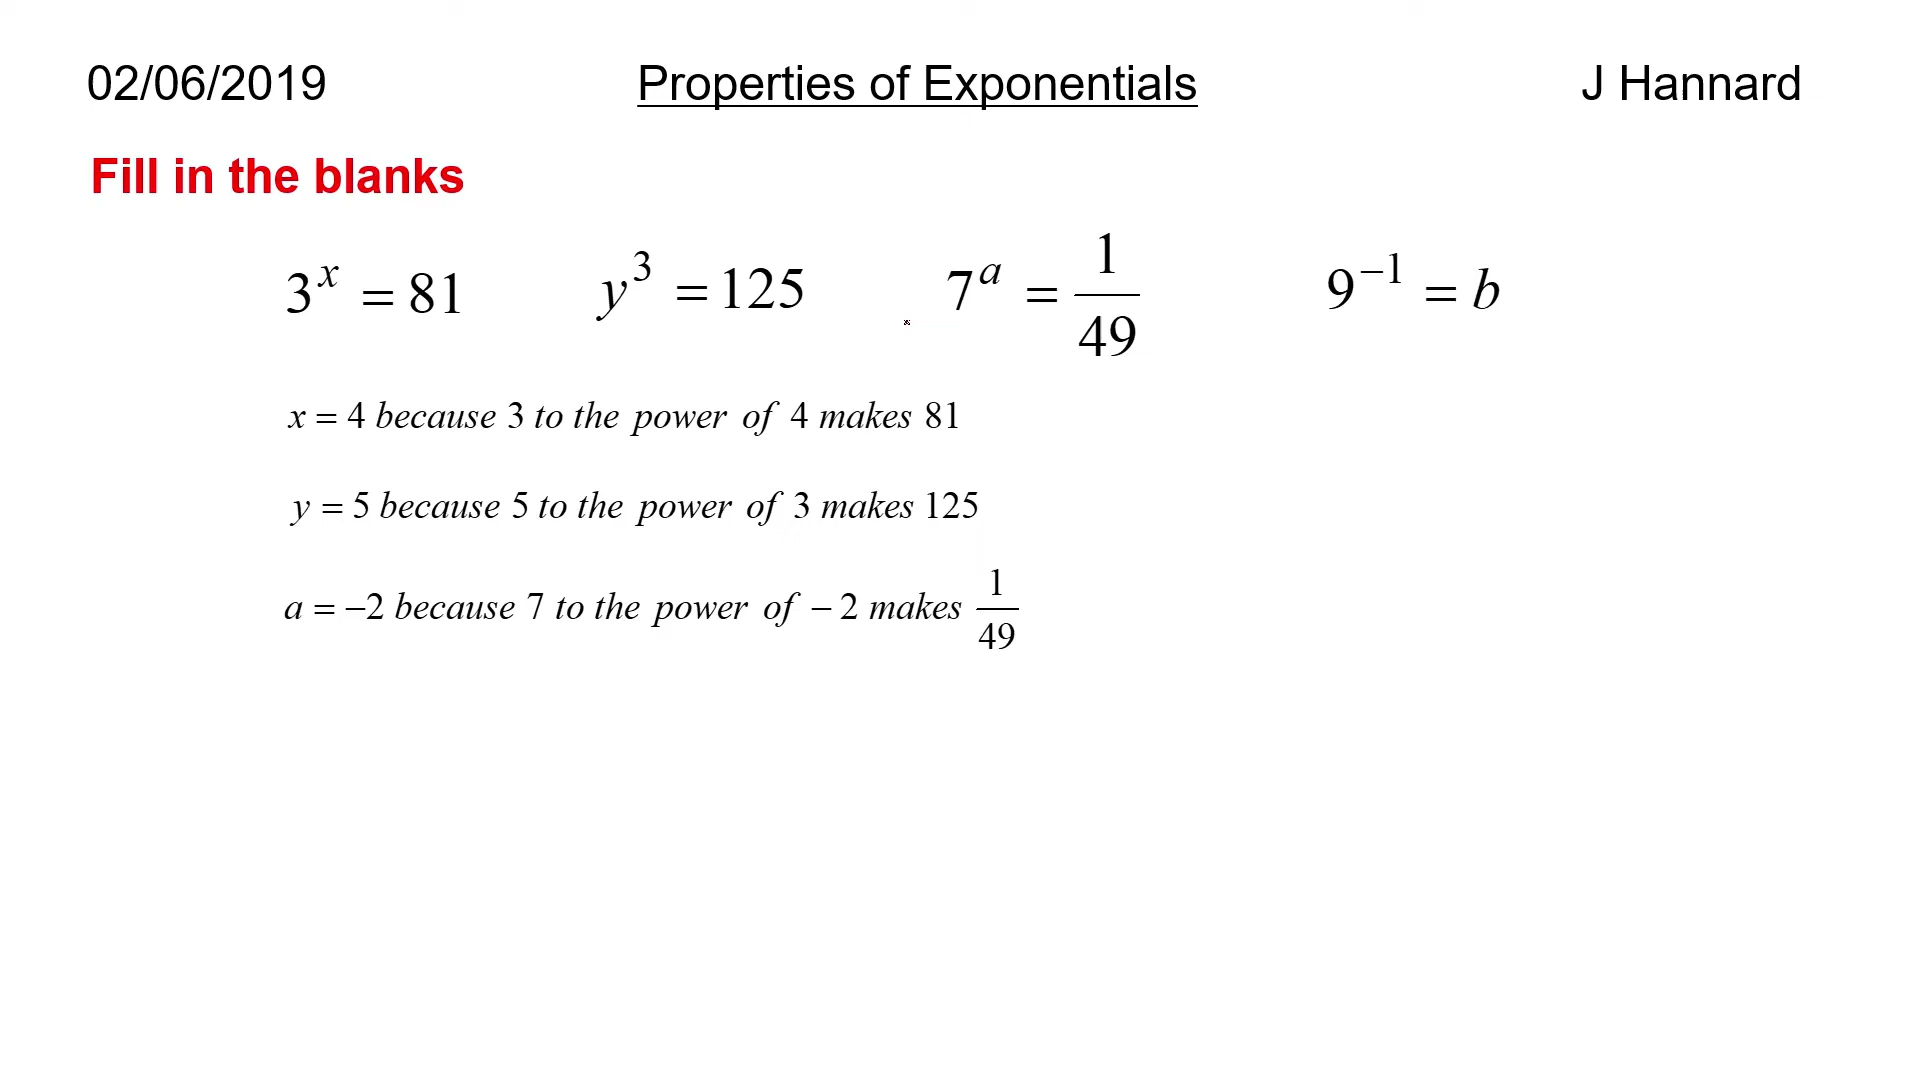 02/06/2019 Properties of Exponentials J Hannard
Fill in the blanks
3^x = 81 y^3 = 125 7^a = 1/49 9^−1 = b
x = 4 because 3 to the power of 4 makes 81
y = 5 because 5 to the power of 3 makes 125
a = −2 because 7 to the power of −2 makes 1/49